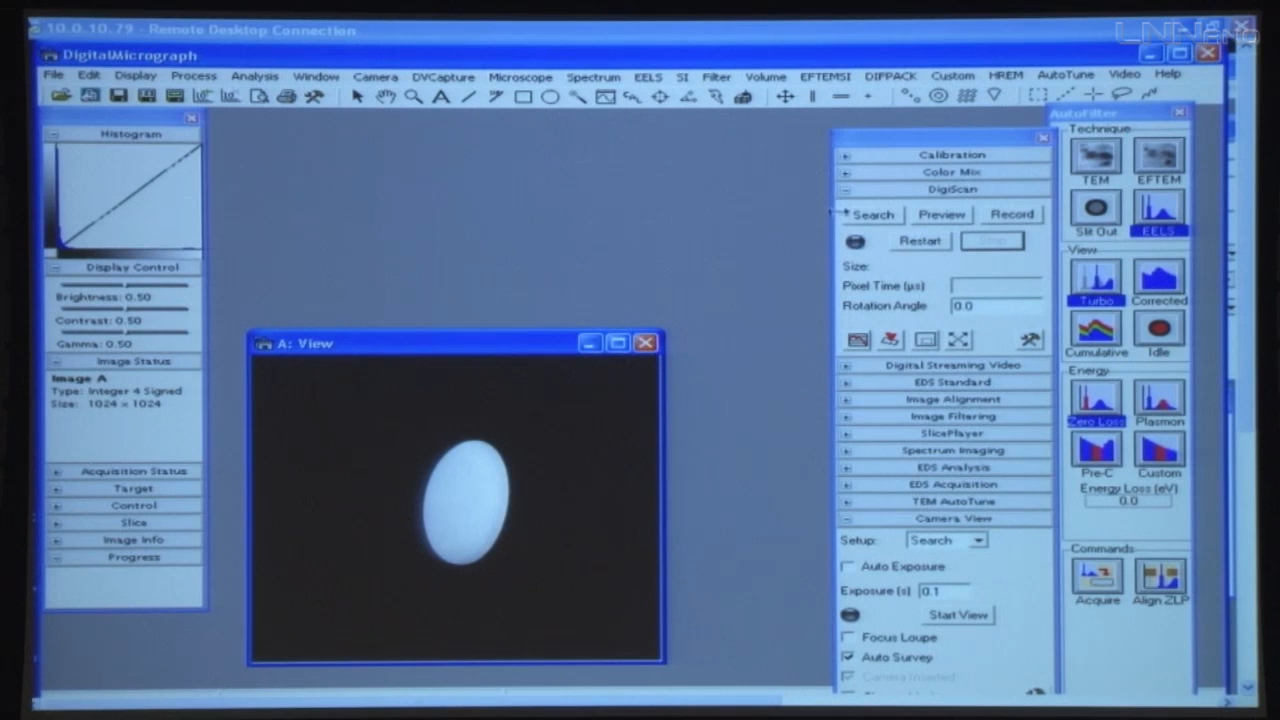 10.0.10.79 - Remote Desktop Connection
LNNano
DigitalMicrograph
File Edit Display Process Analysis Window Camera DVCapture Microscope Spectrum EELS SI Filter Volume EFTEMSI DIFPACK Custom HREM AutoTune Video Help
Histogram
Display Control
Brightness: 0.50
Contrast: 0.50
Gamma: 0.50
Image Status
Image A
Type: Integer 4 Signed
Size: 1024 x 1024
Acquisition Status
Target
Control
Slice
Image Info
Progress
A: View
Calibration
Color Mix
DigiScan
Search Preview Record
Restart Stop
Size:
Pixel Time (µs)
Rotation Angle 0.0
Digital Streaming Video
EDS Standard
Image Alignment
Image Filtering
SlicePlayer
Spectrum Imaging
EDS Analysis
EDS Acquisition
TEM AutoTune
Camera View
Setup: Search
Auto Exposure
Exposure (s) 0.1
Start View
Focus Loupe
Auto Survey
Camera Inserted
AutoFilter
Technique
TEM EFTEM
Slit Out EELS
View
Turbo Corrected
Cumulative Idle
Energy
Zero Loss Plasmon
Pre-C Custom
Energy Loss (eV)
0.0
Commands
Acquire Align ZLP